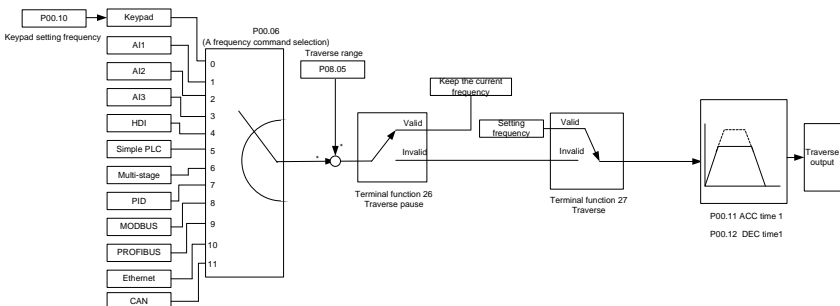 P00.10
Keypad setting frequency
Keypad
AI1
AI2
AI3
HDI
Simple PLC
Multi-stage
PID
MODBUS
PROFIBUS
Ethernet
CAN
P00.06
(A frequency command selection)
0
1
2
3
4
5
6
7
8
9
10
11
Traverse range
P08.05
*
*
Keep the current
frequency
Valid
Invalid
Terminal function 26
Traverse pause
Setting
frequency
Valid
Invalid
Terminal function 27
Traverse
P00.11 ACC time 1
P00.12 DEC time1
Traverse
output